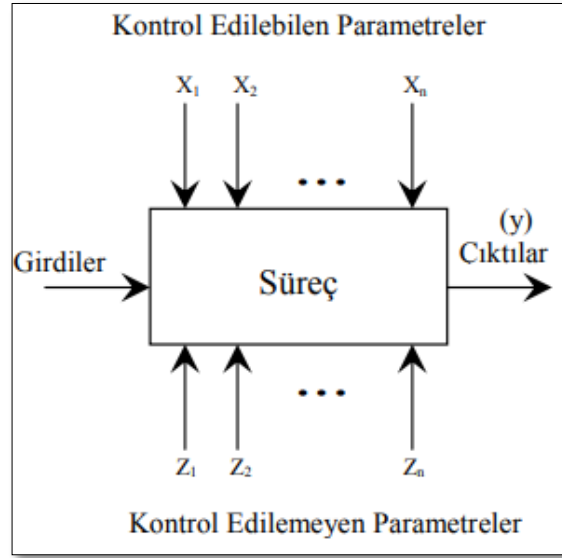 Kontrol Edilebilen Parametreler
X₁ X₂ Xₙ
• • •
(y)
Girdiler Çıktılar
Süreç
• • •
Z₁ Z₂ Zₙ
Kontrol Edilemeyen Parametreler